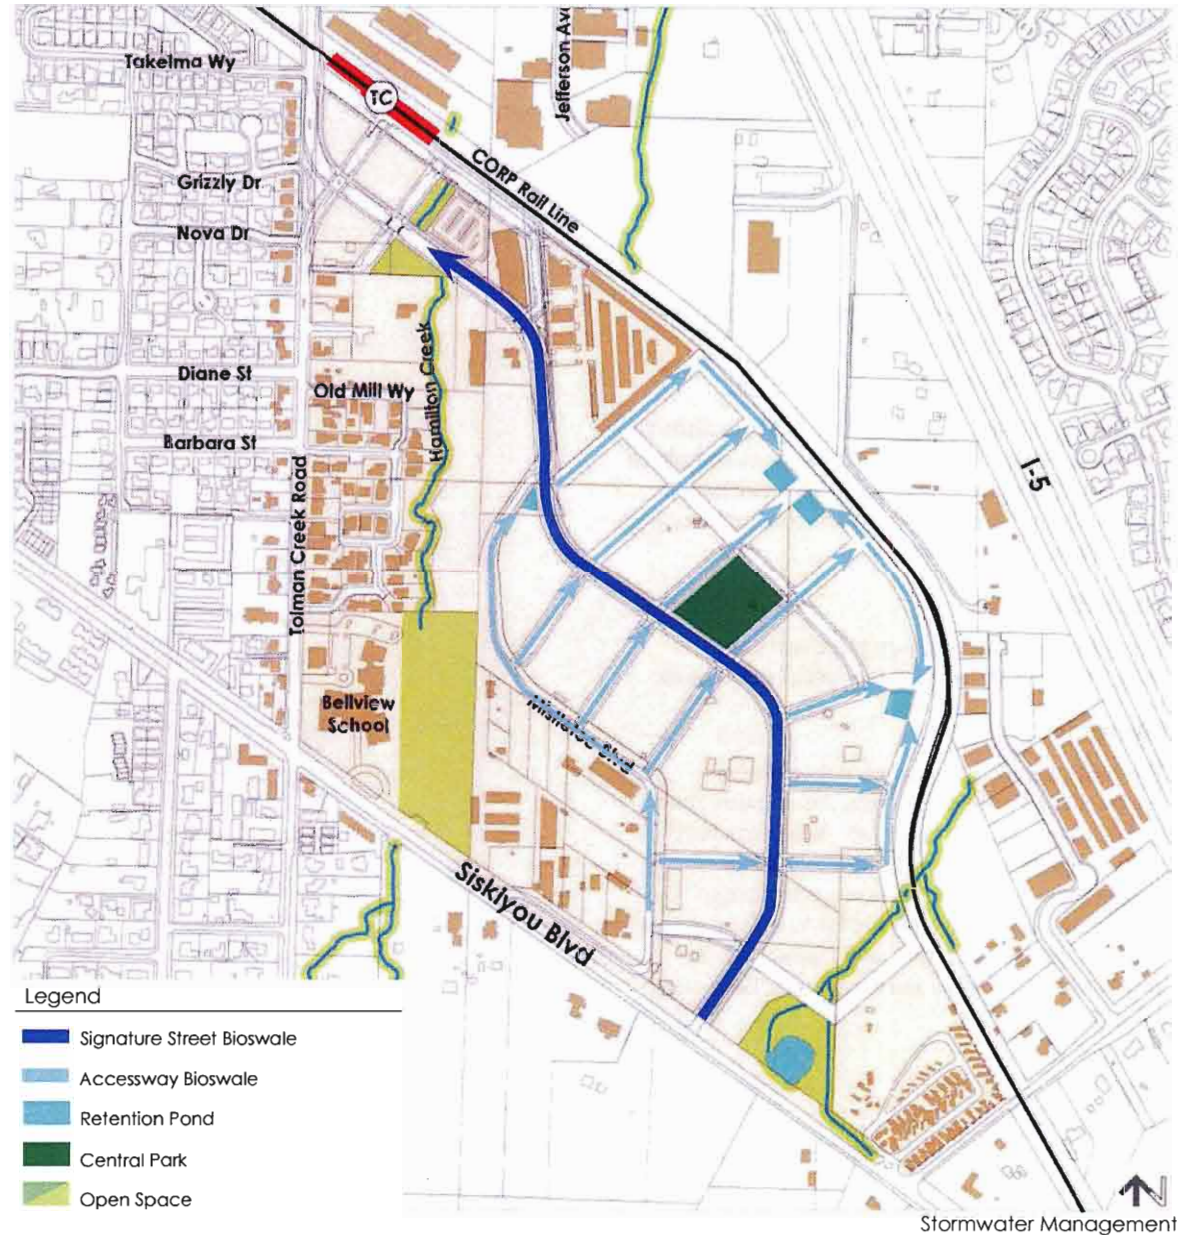 Takelma Wy
TC
Jefferson Ave
CORP Rail Line
Grizzly Dr
Nova Dr
Diane St
Old Mill Wy
Hamilton Creek
Barbara St
Tolman Creek Road
I-5
Bellview
School
Mistletoe Blvd
Siskiyou Blvd
Legend
Signature Street Bioswale
Accessway Bioswale
Retention Pond
Central Park
Open Space
N
Stormwater Management